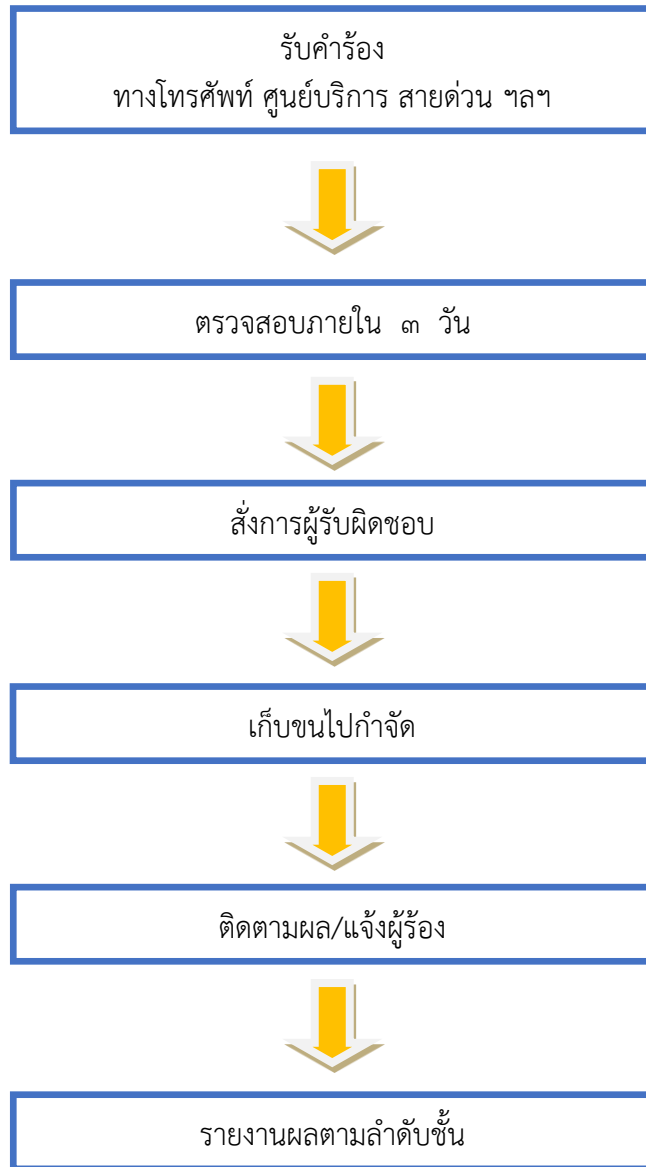 รับคำร้อง
ทางโทรศัพท์ ศูนย์บริการ สายด่วน ฯลฯ
ตรวจสอบภายใน ๓ วัน
สั่งการผู้รับผิดชอบ
เก็บขนไปกำจัด
ติดตามผล/แจ้งผู้ร้อง
รายงานผลตามลำดับชั้น